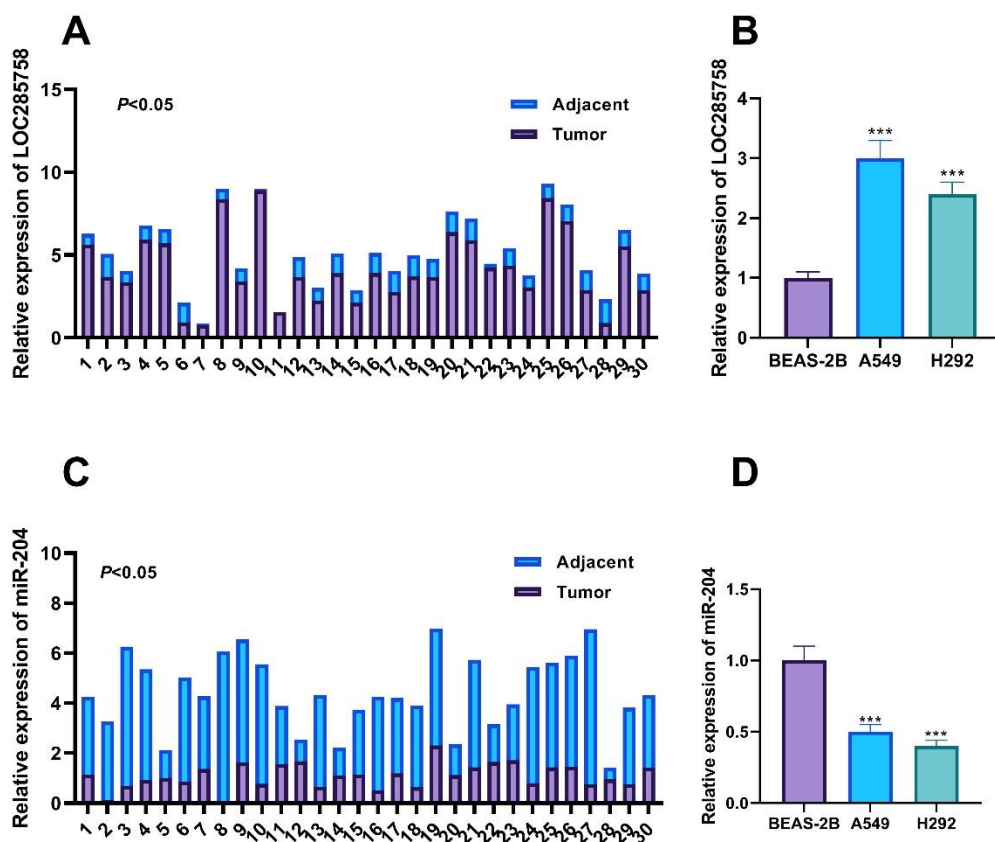 A
Relative expression of LOC285758
15
10
5
0
P<0.05
Adjacent
Tumor
1 2 3 4 5 6 7 8 9 10 11 12 13 14 15 16 17 18 19 20 21 22 23 24 25 26 27 28 29 30
B
Relative expression of LOC285758
4
3
2
1
0
***
***
BEAS-2B A549 H292
C
Relative expression of miR-204
10
8
6
4
2
0
P<0.05
Adjacent
Tumor
1 2 3 4 5 6 7 8 9 10 11 12 13 14 15 16 17 18 19 20 21 22 23 24 25 26 27 28 29 30
D
Relative expression of miR-204
1.5
1.0
0.5
0.0
***
***
BEAS-2B A549 H292